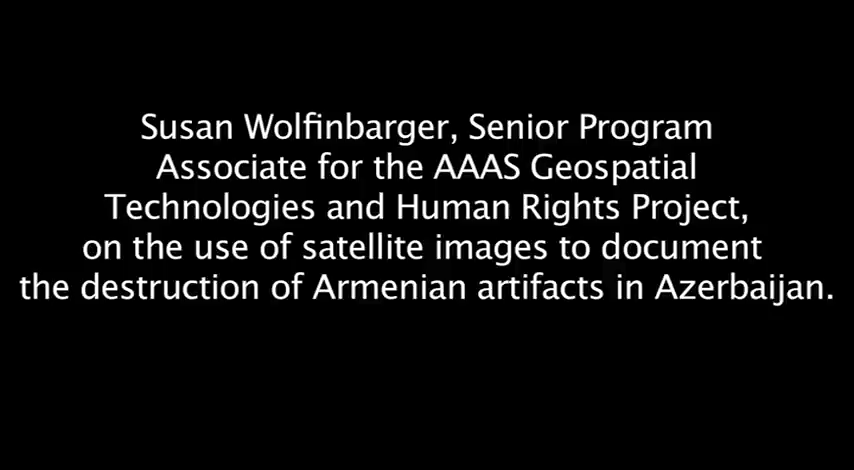 Susan Wolfinbarger, Senior Program
Associate for the AAAS Geospatial
Technologies and Human Rights Project,
on the use of satellite images to document
the destruction of Armenian artifacts in Azerbaijan.